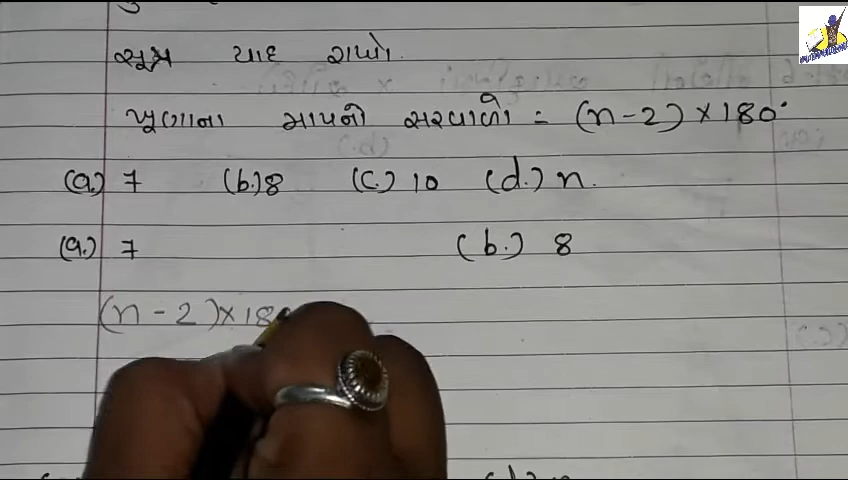 સૂત્ર યાદ રાખો.
ખૂણાના માપનો સરવાળો = (n-2) × 180°
(a.) 7 (b.) 8 (c.) 10 (d.) n.
(a.) 7 (b.) 8
(n - 2) × 18